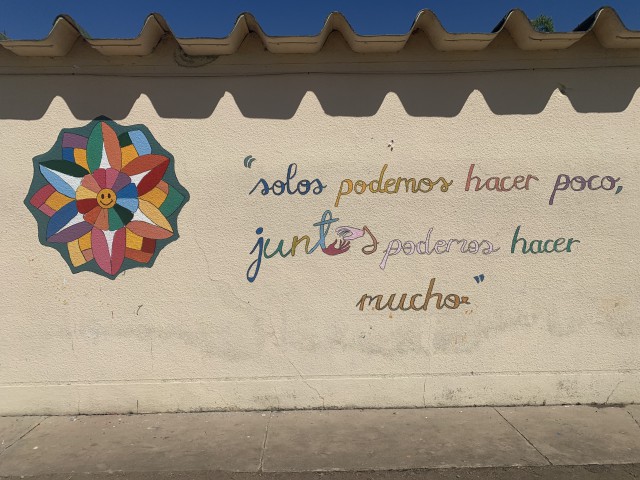 "solos podemos hacer poco,
juntos podemos hacer
mucho"